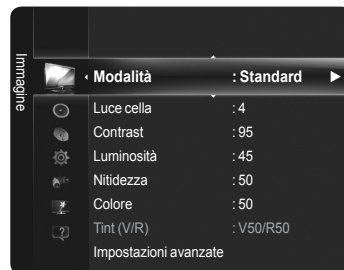 Immagine
Modalità : Standard
Luce cella : 4
Contrast : 95
Luminosità : 45
Nitidezza : 50
Colore : 50
Tint (V/R) : V50/R50
Impostazioni avanzate